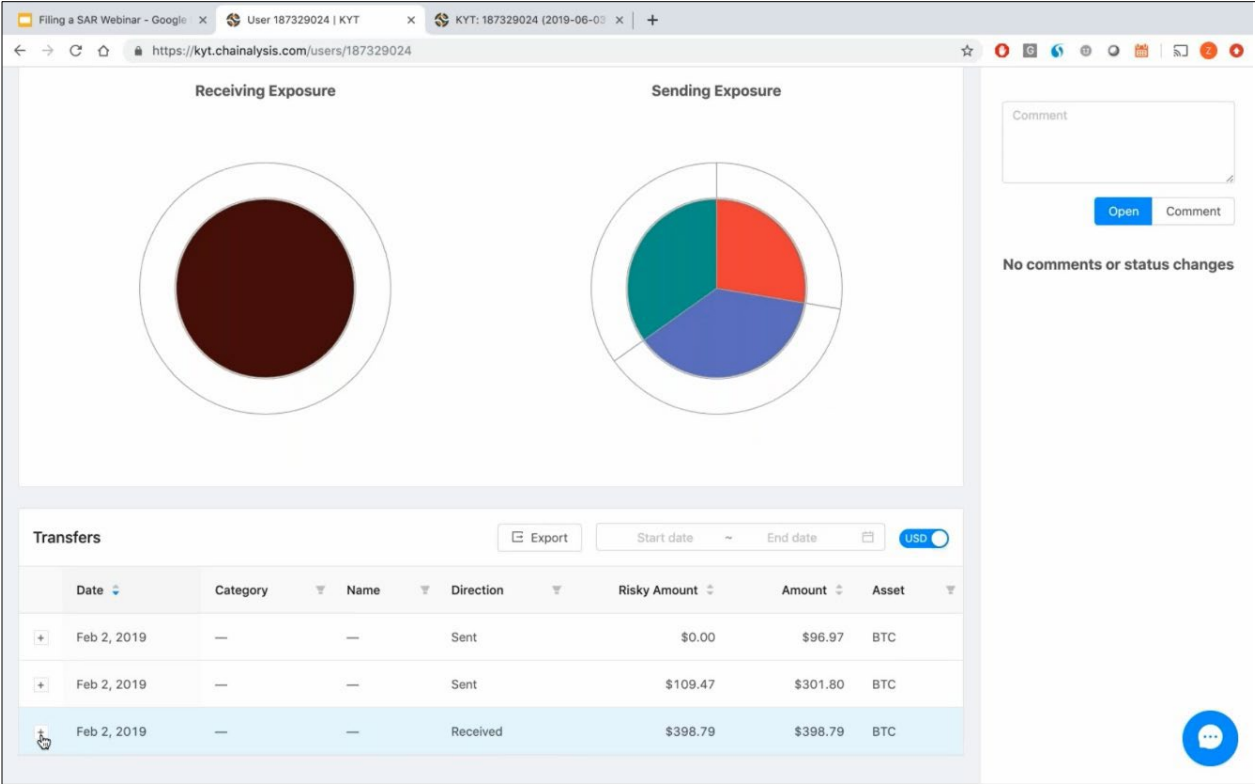 Filing a SAR Webinar - Google
User 187329024 | KYT
KYT: 187329024 (2019-06-03
https://kyt.chainalysis.com/users/187329024
Receiving Exposure
Sending Exposure
Comment
Open
Comment
No comments or status changes
Transfers
Export
Start date ~ End date
USD
Date Category Name Direction Risky Amount Amount Asset
Feb 2, 2019 — — Sent $0.00 $96.97 BTC
Feb 2, 2019 — — Sent $109.47 $301.80 BTC
Feb 2, 2019 — — Received $398.79 $398.79 BTC